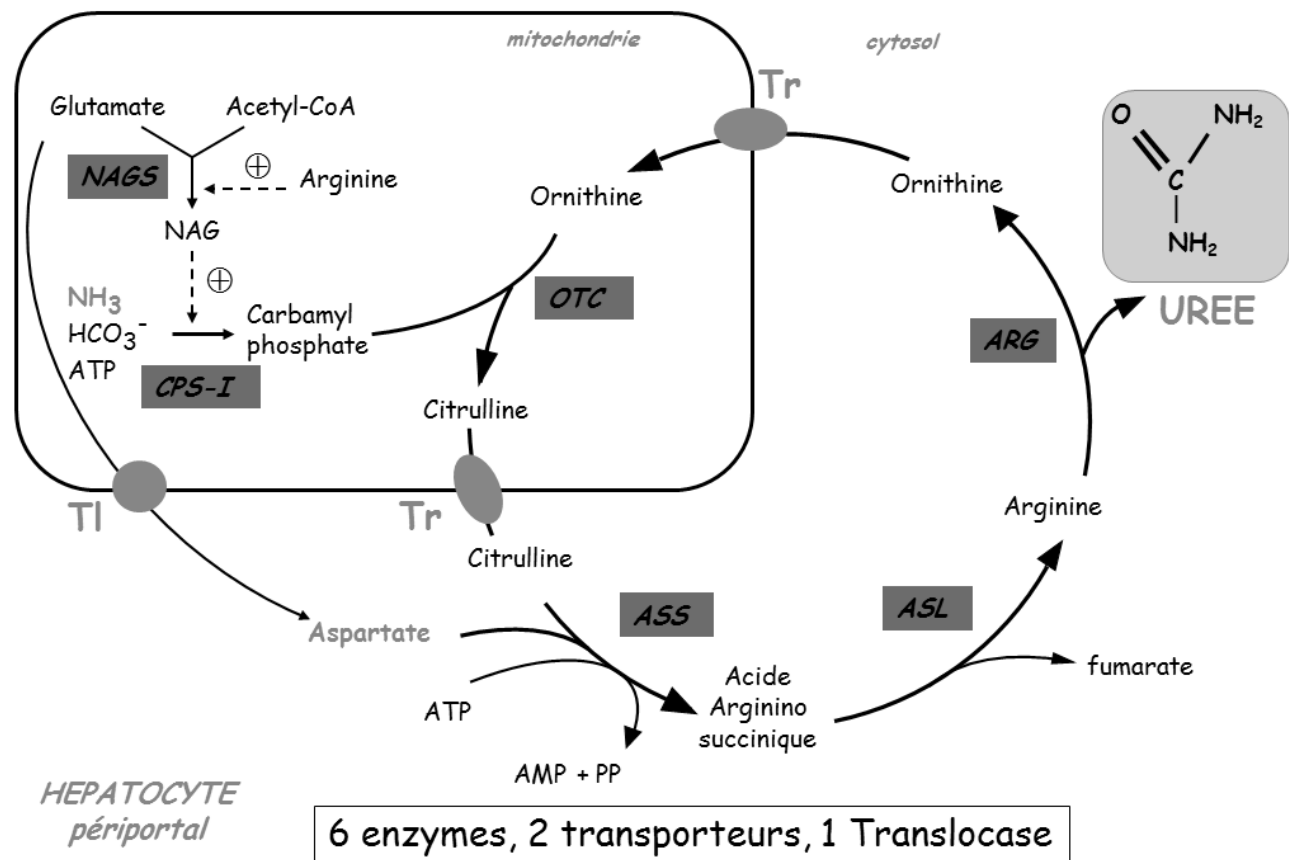 mitochondrie
cytosol
Tr
Glutamate
Acetyl-CoA
O
NH₂
C
NH₂
UREE
NAGS
⊕
Arginine
Ornithine
Ornithine
NAG
⊕
NH₃
HCO₃⁻
ATP
Carbamyl
phosphate
OTC
ARG
CPS-I
Citrulline
Tl
Tr
Arginine
Citrulline
Aspartate
ASS
ASL
ATP
Acide
Arginino
succinique
fumarate
AMP + PP
HEPATOCYTE
périportal
6 enzymes, 2 transporteurs, 1 Translocase